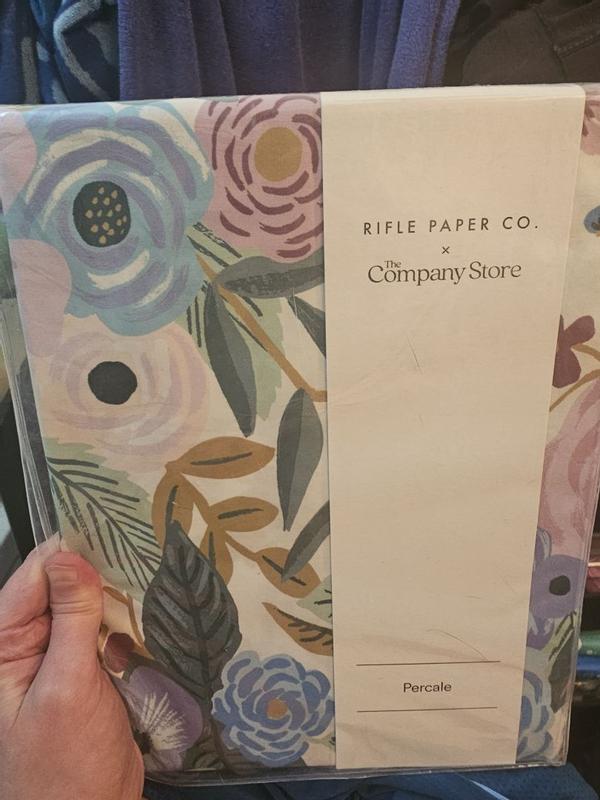 RIFLE PAPER CO.
×
The Company Store
Percale